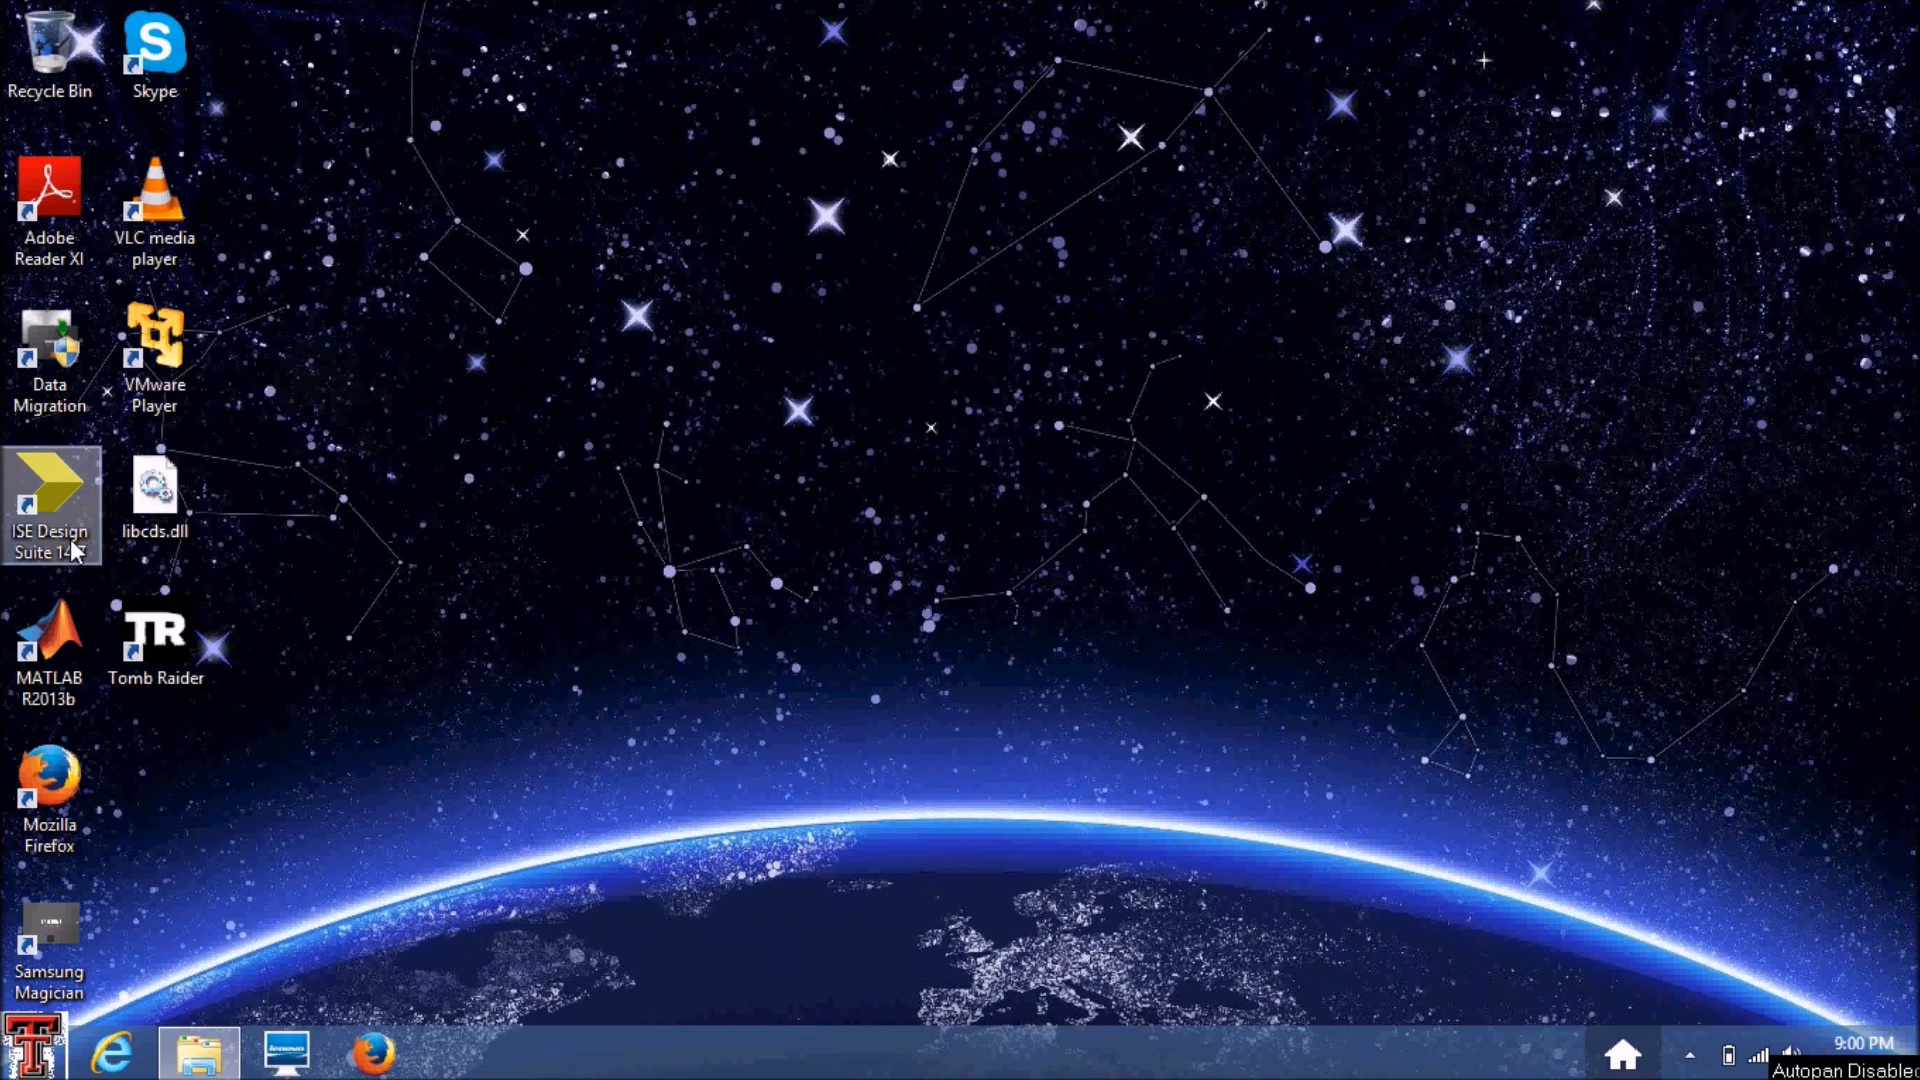 Recycle Bin
Skype
Adobe
Reader XI
VLC media
player
Data
Migration
VMware
Player
ISE Design
Suite
libcds.dll
MATLAB
R2013b
TR
Tomb Raider
Mozilla
Firefox
Samsung
Magician
9:00 PM
Autopan Disabled